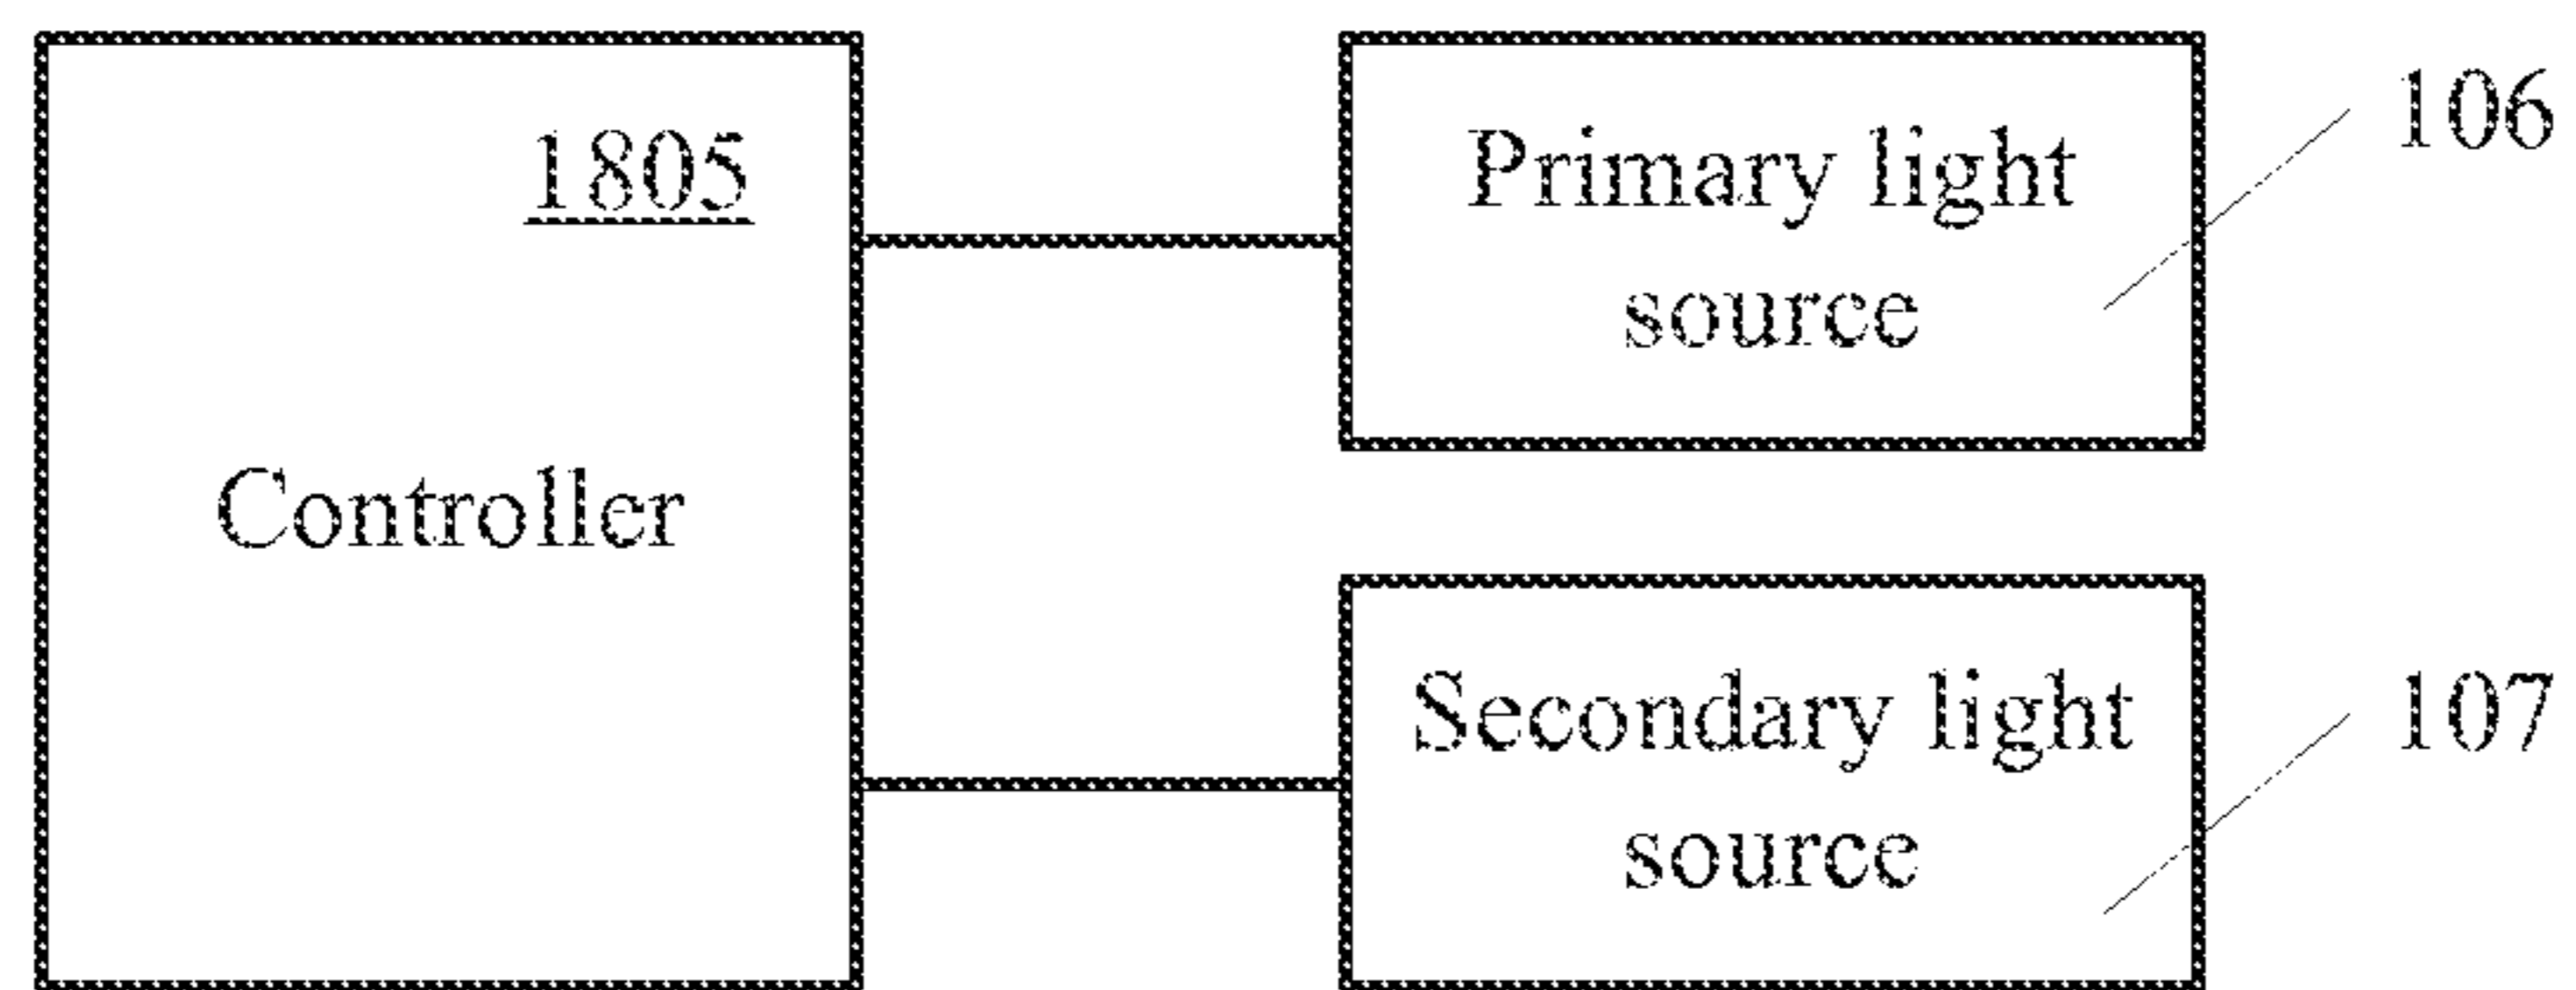 1805
Controller
Primary light
source
106
Secondary light
source
107